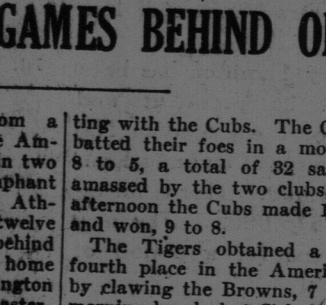 GAMES BEHIND
om a
Am-
n two
phant
Ath-
twelve
behind
home
ngton
ting with the Cubs. The
batted their foes in a mo
8 to 5, a total of 32 sa
amassed by the two clubs
afternoon the Cubs made
and won, 9 to 8.
The Tigers obtained a
fourth place in the Ameri
by clawing the Browns, 7